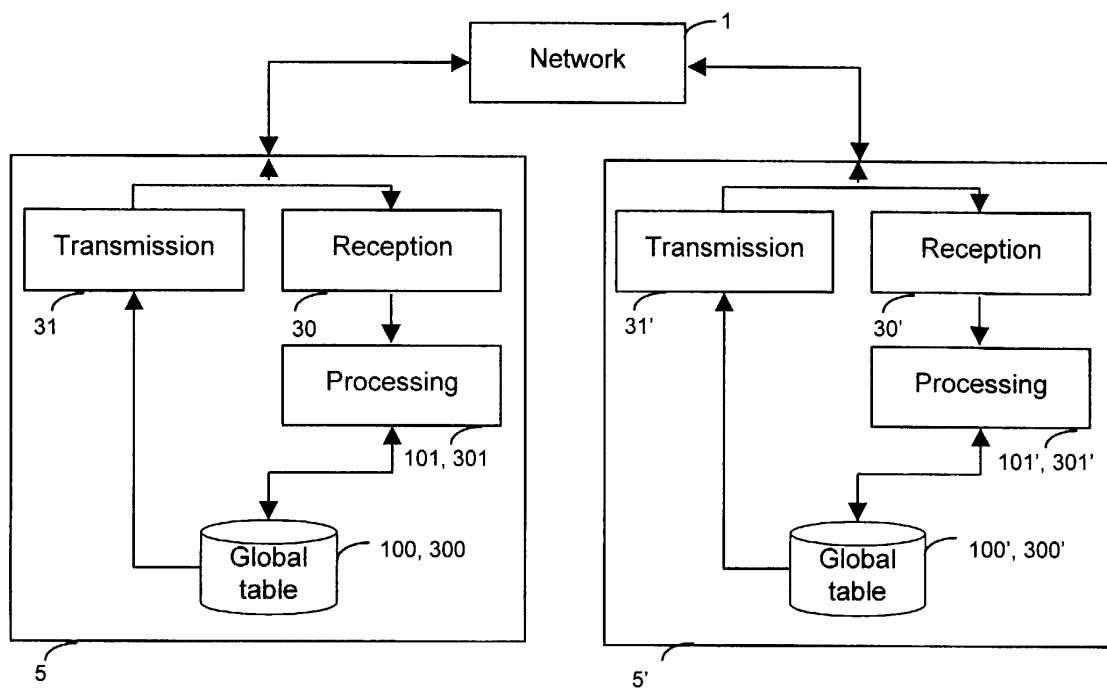 1
Network
Transmission
Reception
31
30
Processing
101, 301
Global
table
100, 300
5
Transmission
Reception
31'
30'
Processing
101', 301'
Global
table
100', 300'
5'